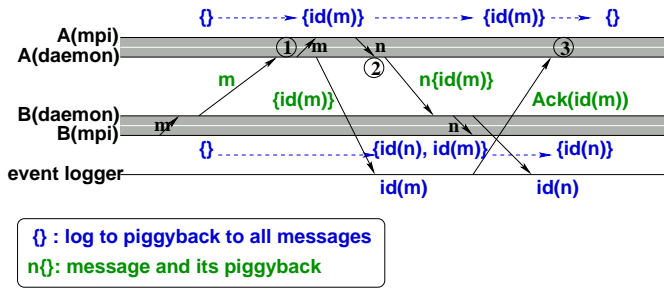 {} {id(m)} {id(m)} {}
A(mpi)
A(daemon)
1 m n 2 3
m {id(m)} n{id(m)} Ack(id(m))
B(daemon)
B(mpi)
m n
{} {id(n), id(m)} {id(n)}
event logger
id(m) id(n)
{} : log to piggyback to all messages
n{}: message and its piggyback